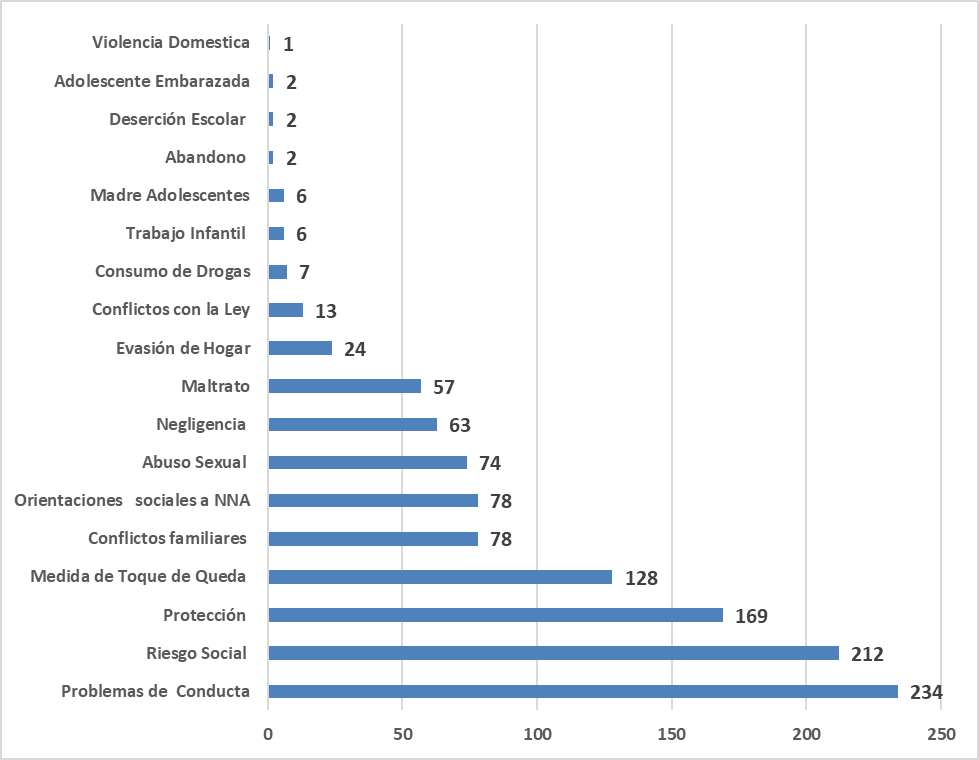 Violencia Domestica 1
Adolescente Embarazada 2
Deserción Escolar 2
Abandono 2
Madre Adolescentes 6
Trabajo Infantil 6
Consumo de Drogas 7
Conflictos con la Ley 13
Evasión de Hogar 24
Maltrato 57
Negligencia 63
Abuso Sexual 74
Orientaciones sociales a NNA 78
Conflictos familiares 78
Medida de Toque de Queda 128
Protección 169
Riesgo Social 212
Problemas de Conducta 234
0 50 100 150 200 250